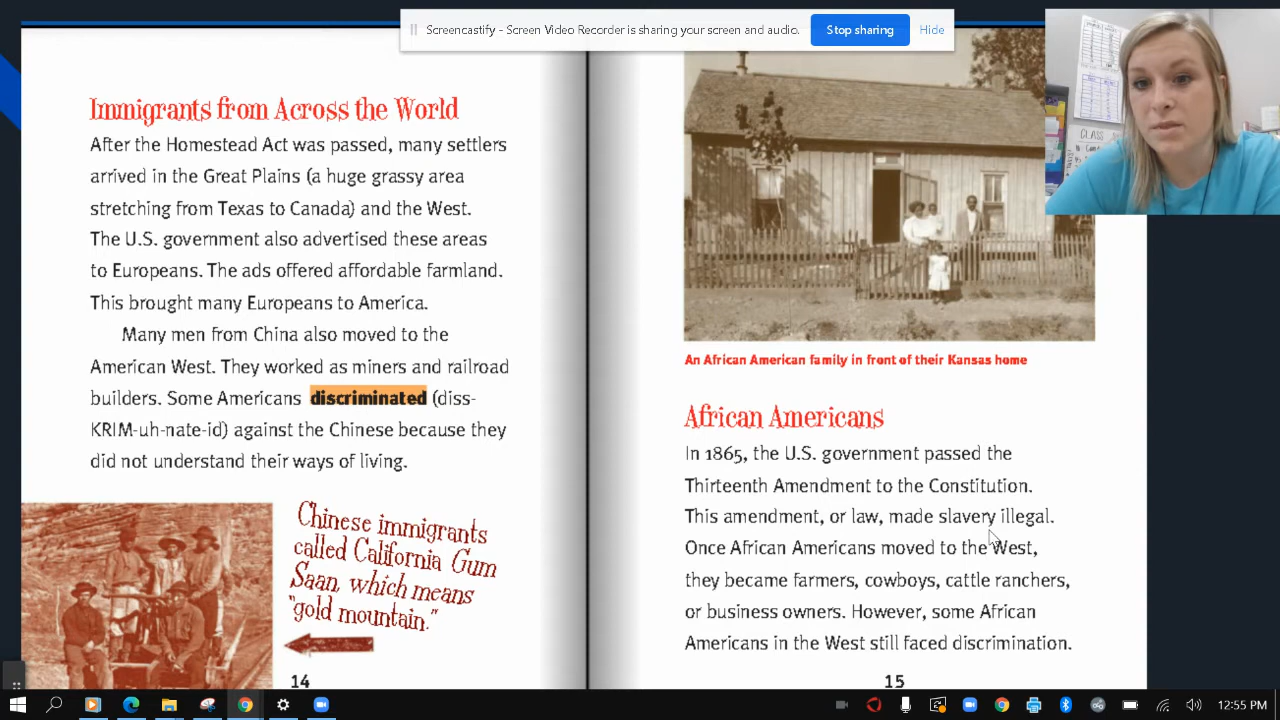 Screencastify - Screen Video Recorder is sharing your screen and audio.
Stop sharing
Hide
Immigrants from Across the World
After the Homestead Act was passed, many settlers
arrived in the Great Plains (a huge grassy area
stretching from Texas to Canada) and the West.
The U.S. government also advertised these areas
to Europeans. The ads offered affordable farmland.
This brought many Europeans to America.
Many men from China also moved to the
American West. They worked as miners and railroad
builders. Some Americans discriminated (diss-
KRIM-uh-nate-id) against the Chinese because they
did not understand their ways of living.
Chinese immigrants
called California Gum
Saan, which means
"gold mountain."
14
An African American family in front of their Kansas home
African Americans
In 1865, the U.S. government passed the
Thirteenth Amendment to the Constitution.
This amendment, or law, made slavery illegal.
Once African Americans moved to the West,
they became farmers, cowboys, cattle ranchers,
or business owners. However, some African
Americans in the West still faced discrimination.
15
CLASS
12:55 PM